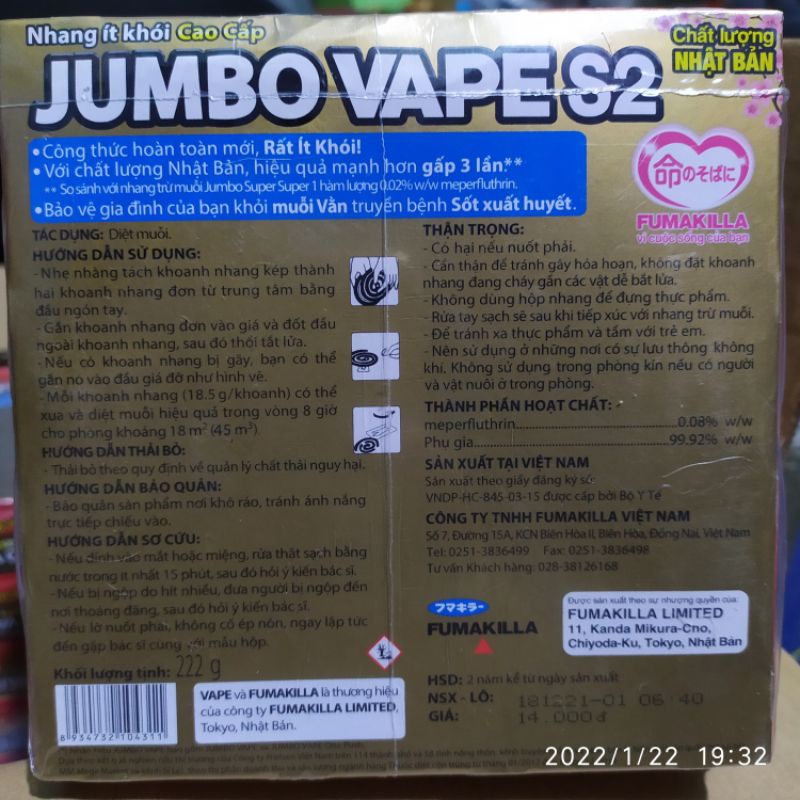 Nhang ít khói Cao Cấp
JUMBO VAPE S2
Chất lượng
NHẬT BẢN
• Công thức hoàn toàn mới, Rất Ít Khói!
• Với chất lượng Nhật Bản, hiệu quả mạnh hơn gấp 3 lần.**
** So sánh với nhang trừ muỗi Jumbo Super Super 1 hàm lượng 0.02% w/w meperfluthrin.
• Bảo vệ gia đình của bạn khỏi muỗi Vằn truyền bệnh Sốt xuất huyết.
命のそばに
FUMAKILLA
vì cuộc sống của bạn
TÁC DỤNG: Diệt muỗi.
HƯỚNG DẪN SỬ DỤNG:
- Nhẹ nhàng tách khoanh nhang kép thành
hai khoanh nhang đơn từ trung tâm bằng
đầu ngón tay.
- Gắn khoanh nhang đơn vào giá và đốt đầu
ngoài khoanh nhang, sau đó thổi tắt lửa.
- Nếu có khoanh nhang bị gãy, bạn có thể
gắn nó vào đầu giá đỡ như hình vẽ.
- Mỗi khoanh nhang (18.5 g/khoanh) có thể
xua và diệt muỗi hiệu quả trong vòng 8 giờ
cho phòng khoảng 18 m² (45 m³).
HƯỚNG DẪN THẢI BỎ:
- Thải bỏ theo quy định về quản lý chất thải nguy hại.
HƯỚNG DẪN BẢO QUẢN:
- Bảo quản sản phẩm nơi khô ráo, tránh ánh nắng
trực tiếp chiếu vào.
HƯỚNG DẪN SƠ CỨU:
- Nếu dính vào mắt hoặc miệng, rửa thật sạch bằng
nước trong ít nhất 15 phút, sau đó hỏi ý kiến bác sĩ.
- Nếu bị ngộp do hít nhiều, đưa người bị ngộp đến
nơi thoáng đãng, sau đó hỏi ý kiến bác sĩ.
- Nếu lỡ nuốt phải, không cố ép nôn, ngay lập tức
đến gặp bác sĩ cùng với mẫu hộp.
Khối lượng tịnh: 222 g
8 934732 104311
VAPE và FUMAKILLA là thương hiệu
của công ty FUMAKILLA LIMITED,
Tokyo, Nhật Bản.
THẬN TRỌNG:
- Có hại nếu nuốt phải.
- Cẩn thận để tránh gây hỏa hoạn, không đặt khoanh
nhang đang cháy gần các vật dễ bắt lửa.
- Không dùng hộp nhang để đựng thực phẩm.
- Rửa tay sạch sẽ sau khi tiếp xúc với nhang trừ muỗi.
- Để tránh xa thực phẩm và tầm với trẻ em.
- Nên sử dụng ở những nơi có sự lưu thông không
khí. Không sử dụng trong phòng kín nếu có người
và vật nuôi ở trong phòng.
THÀNH PHẦN HOẠT CHẤT:
meperfluthrin................0.08% w/w
Phụ gia................99.92% w/w
SẢN XUẤT TẠI VIỆT NAM
Sản xuất theo giấy đăng ký số:
VNDP-HC-845-03-15 được cấp bởi Bộ Y Tế
CÔNG TY TNHH FUMAKILLA VIỆT NAM
Số 7, Đường 15A, KCN Biên Hòa II, Biên Hòa, Đồng Nai, Việt Nam
Tel: 0251-3836499 Fax: 0251-3836498
Tư vấn Khách hàng: 028-38126168
フマキラー
FUMAKILLA
Được sản xuất theo sự nhượng quyền của:
FUMAKILLA LIMITED
11, Kanda Mikura-Cho,
Chiyoda-Ku, Tokyo, Nhật Bản
HSD: 2 năm kể từ ngày sản xuất
NSX - LÔ: 181221-01 06 40
GIÁ: 14.000đ
2022/1/22 19:32